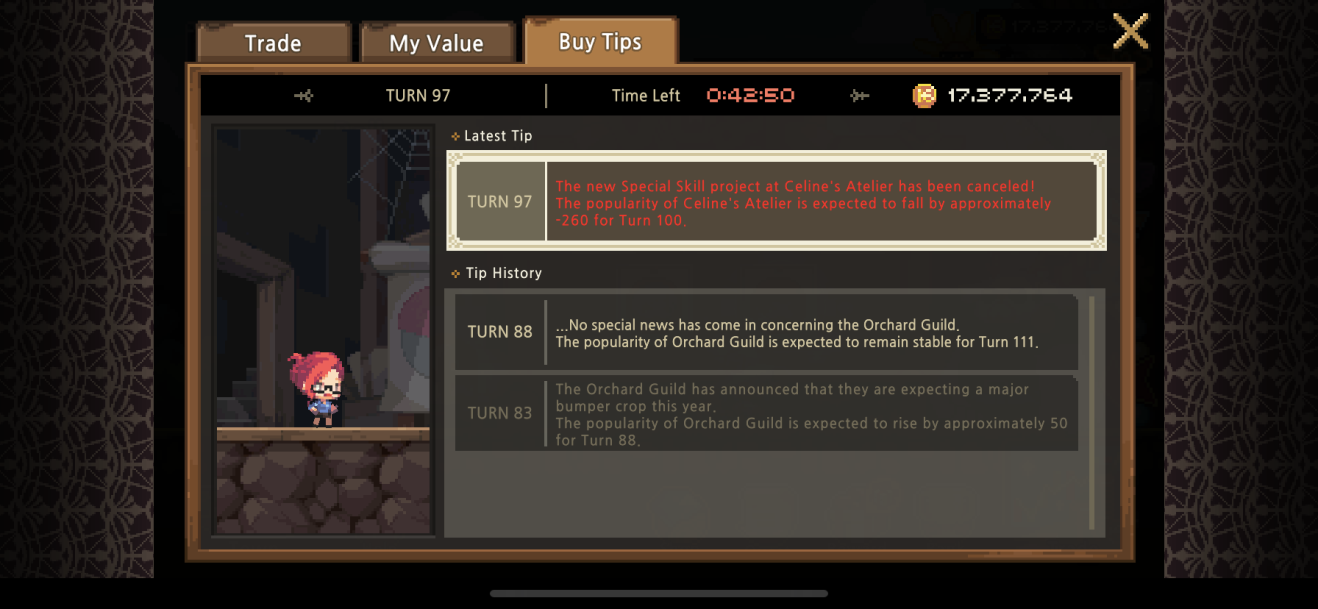 Trade
My Value
Buy Tips
TURN 97
Time Left
0:42:50
17.377.764
Latest Tip
TURN 97
The new Special Skill project at Celine's Atelier has been canceled!
The popularity of Celine's Atelier is expected to fall by approximately
-260 for Turn 100.
Tip History
TURN 88
...No special news has come in concerning the Orchard Guild.
The popularity of Orchard Guild is expected to remain stable for Turn 111.
TURN 83
The Orchard Guild has announced that they are expecting a major
bumper crop this year.
The popularity of Orchard Guild is expected to rise by approximately 50
for Turn 88.